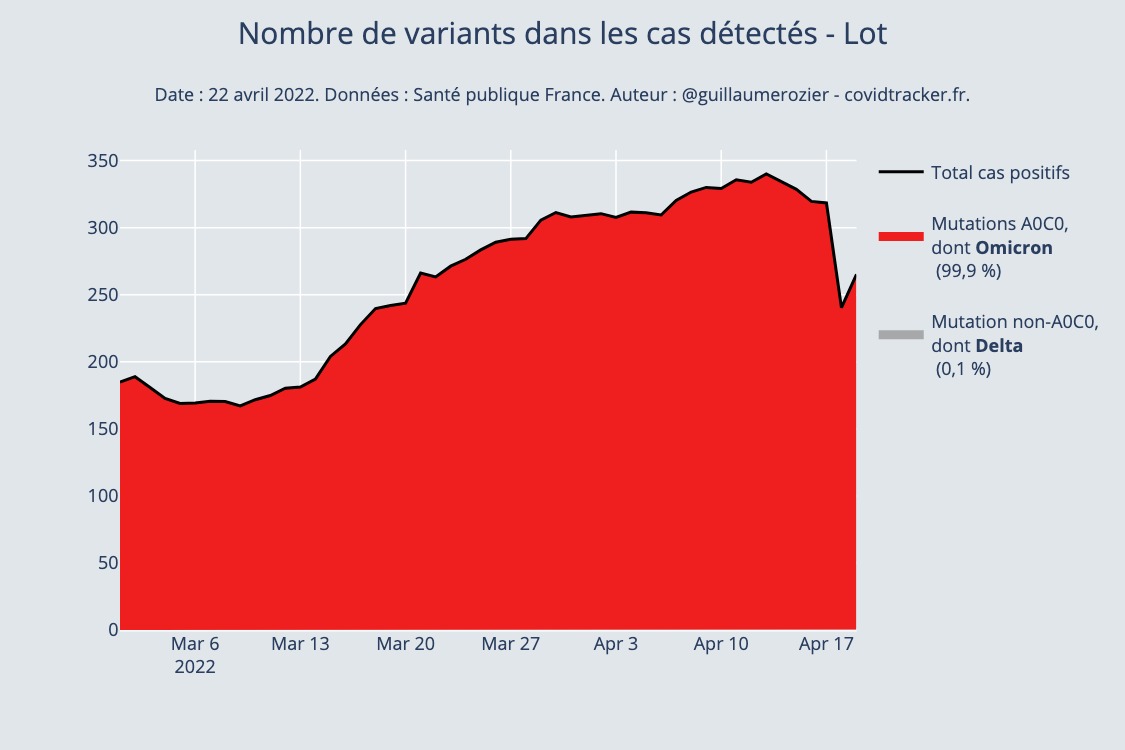 Nombre de variants dans les cas détectés - Lot
Date : 22 avril 2022. Données : Santé publique France. Auteur : @guillaumerozier - covidtracker.fr.
350
300
250
200
150
100
50
0
Mar 6
2022
Mar 13
Mar 20
Mar 27
Apr 3
Apr 10
Apr 17
Total cas positifs
Mutations A0C0,
dont Omicron
(99,9 %)
Mutation non-A0C0,
dont Delta
(0,1 %)